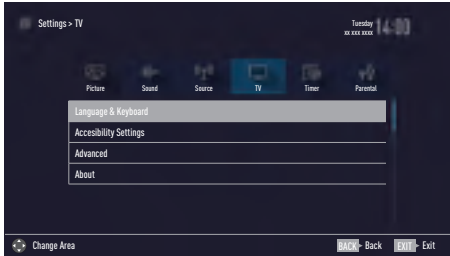 Settings > TV
Tuesday
xx xxx xxxx
14:00
Picture Sound Source TV Timer Parental
Language & Keyboard
Accesibility Settings
Advanced
About
Change Area BACK Back EXIT Exit